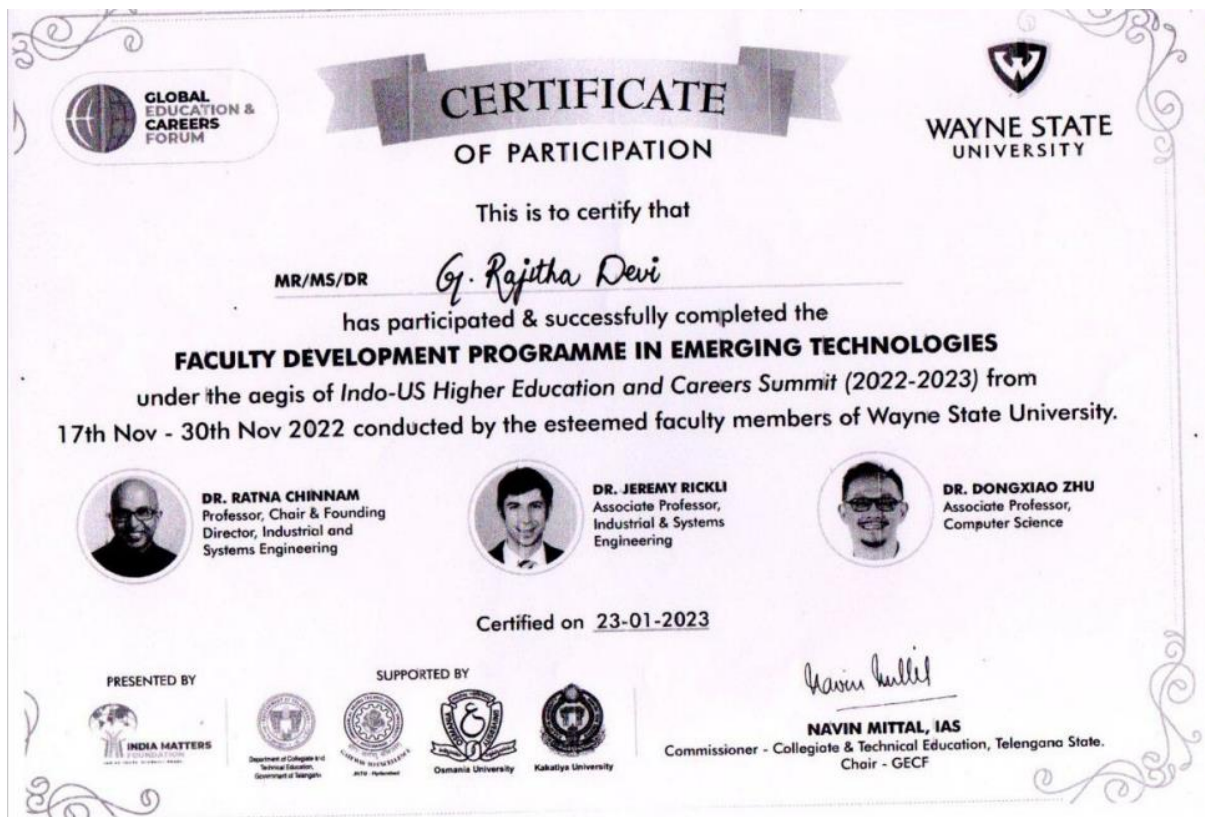 GLOBAL
EDUCATION &
CAREERS
FORUM
CERTIFICATE
OF PARTICIPATION
WAYNE STATE
UNIVERSITY
This is to certify that
MR/MS/DR G. Rajitha Devi
has participated & successfully completed the
FACULTY DEVELOPMENT PROGRAMME IN EMERGING TECHNOLOGIES
under the aegis of Indo-US Higher Education and Careers Summit (2022-2023) from
17th Nov - 30th Nov 2022 conducted by the esteemed faculty members of Wayne State University.
DR. RATNA CHINNAM
Professor, Chair & Founding
Director, Industrial and
Systems Engineering
DR. JEREMY RICKLI
Associate Professor,
Industrial & Systems
Engineering
DR. DONGXIAO ZHU
Associate Professor,
Computer Science
Certified on 23-01-2023
PRESENTED BY
INDIA MATTERS
FOUNDATION
SUPPORTED BY
Department of Collegiate and
Technical Education,
Government of Telangana
JNTU - Hyderabad
Osmania University
Kakatiya University
NAVIN MITTAL, IAS
Commissioner - Collegiate & Technical Education, Telengana State.
Chair - GECF